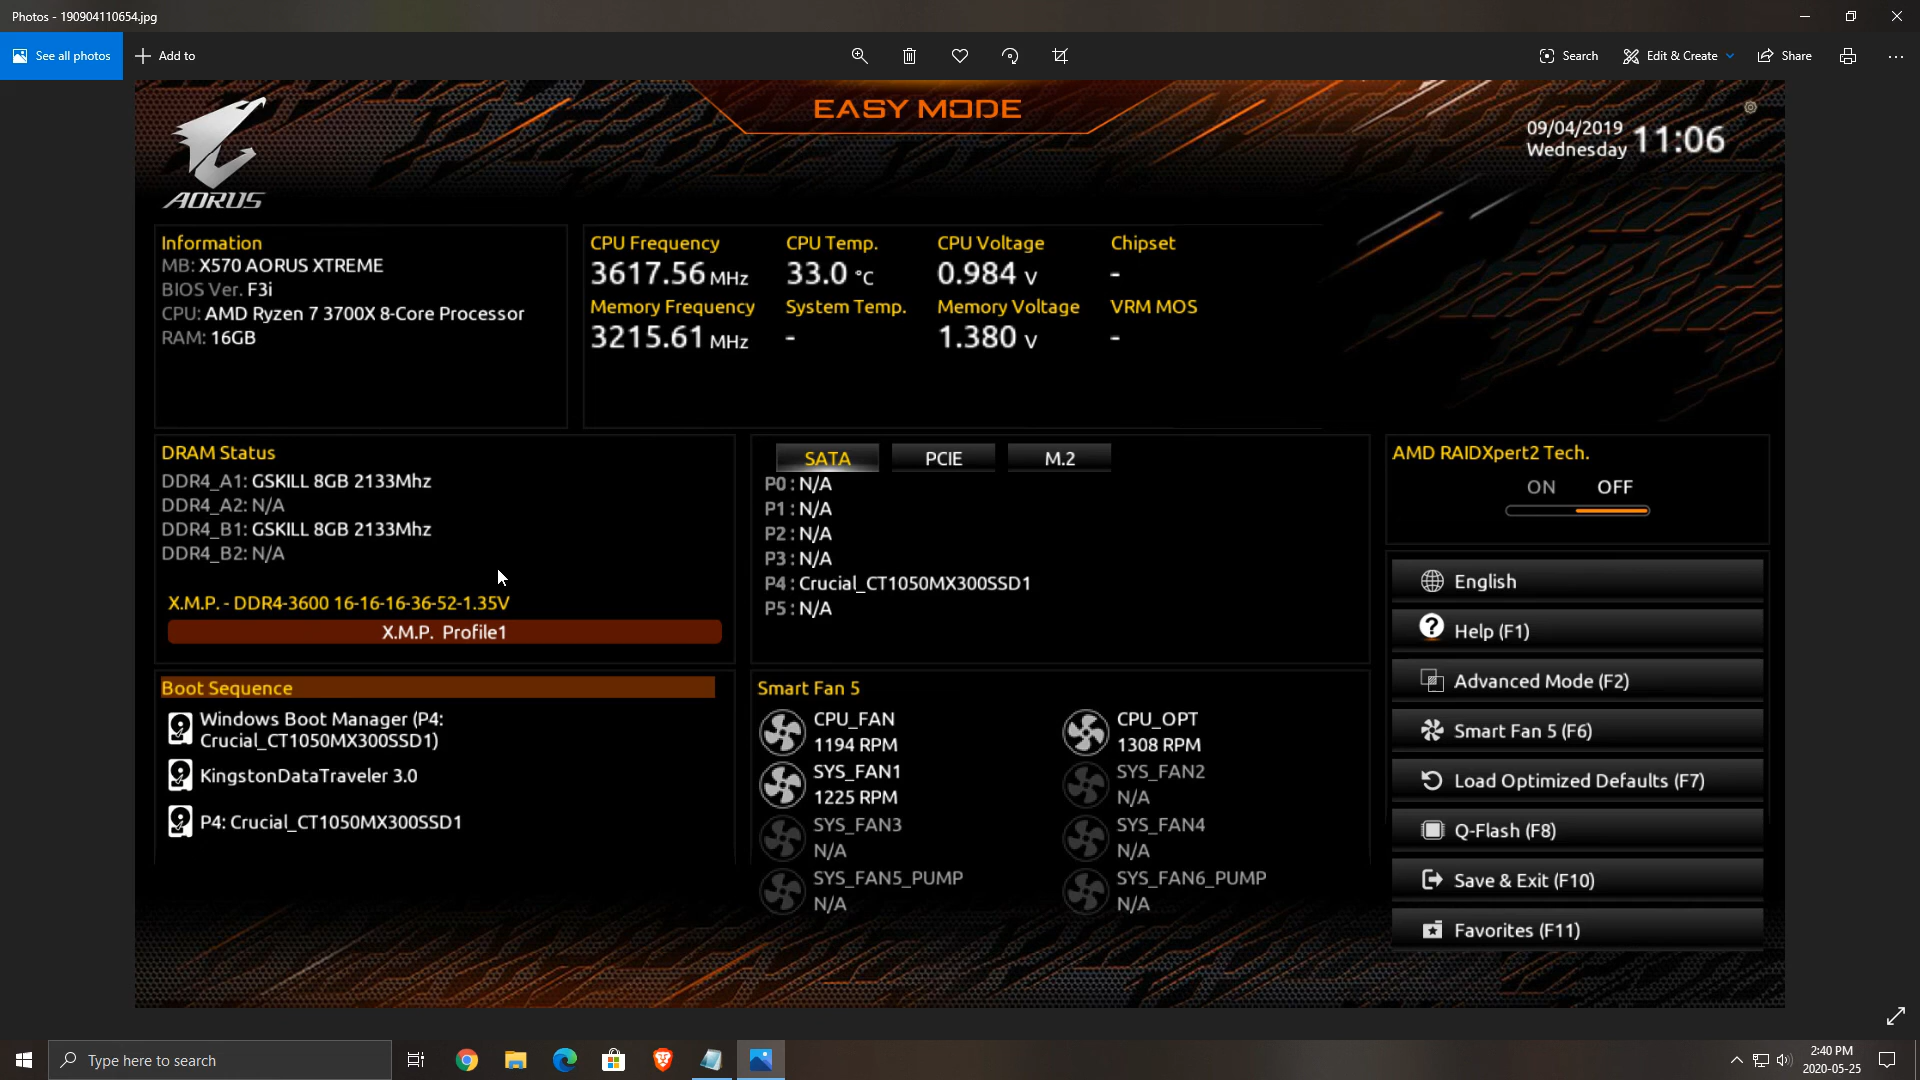 Photos - 190904110654.jpg
See all photos
Add to
Search
Edit & Create
Share
EASY MODE
AORUS
09/04/2019
Wednesday
11:06
Information
MB: X570 AORUS XTREME
BIOS Ver. F3i
CPU: AMD Ryzen 7 3700X 8-Core Processor
RAM: 16GB
CPU Frequency
3617.56 MHz
CPU Temp.
33.0 °C
CPU Voltage
0.984 V
Chipset
-
Memory Frequency
3215.61 MHz
System Temp.
-
Memory Voltage
1.380 V
VRM MOS
-
DRAM Status
DDR4_A1: GSKILL 8GB 2133Mhz
DDR4_A2: N/A
DDR4_B1: GSKILL 8GB 2133Mhz
DDR4_B2: N/A
X.M.P. - DDR4-3600 16-16-16-36-52-1.35V
X.M.P. Profile1
SATA
PCIE
M.2
P0 : N/A
P1 : N/A
P2 : N/A
P3 : N/A
P4 : Crucial_CT1050MX300SSD1
P5 : N/A
AMD RAIDXpert2 Tech.
ON OFF
Boot Sequence
Windows Boot Manager (P4:
Crucial_CT1050MX300SSD1)
KingstonDataTraveler 3.0
P4: Crucial_CT1050MX300SSD1
Smart Fan 5
CPU_FAN
1194 RPM
CPU_OPT
1308 RPM
SYS_FAN1
1225 RPM
SYS_FAN2
N/A
SYS_FAN3
N/A
SYS_FAN4
N/A
SYS_FAN5_PUMP
N/A
SYS_FAN6_PUMP
N/A
English
Help (F1)
Advanced Mode (F2)
Smart Fan 5 (F6)
Load Optimized Defaults (F7)
Q-Flash (F8)
Save & Exit (F10)
Favorites (F11)
Type here to search
2:40 PM
2020-05-25